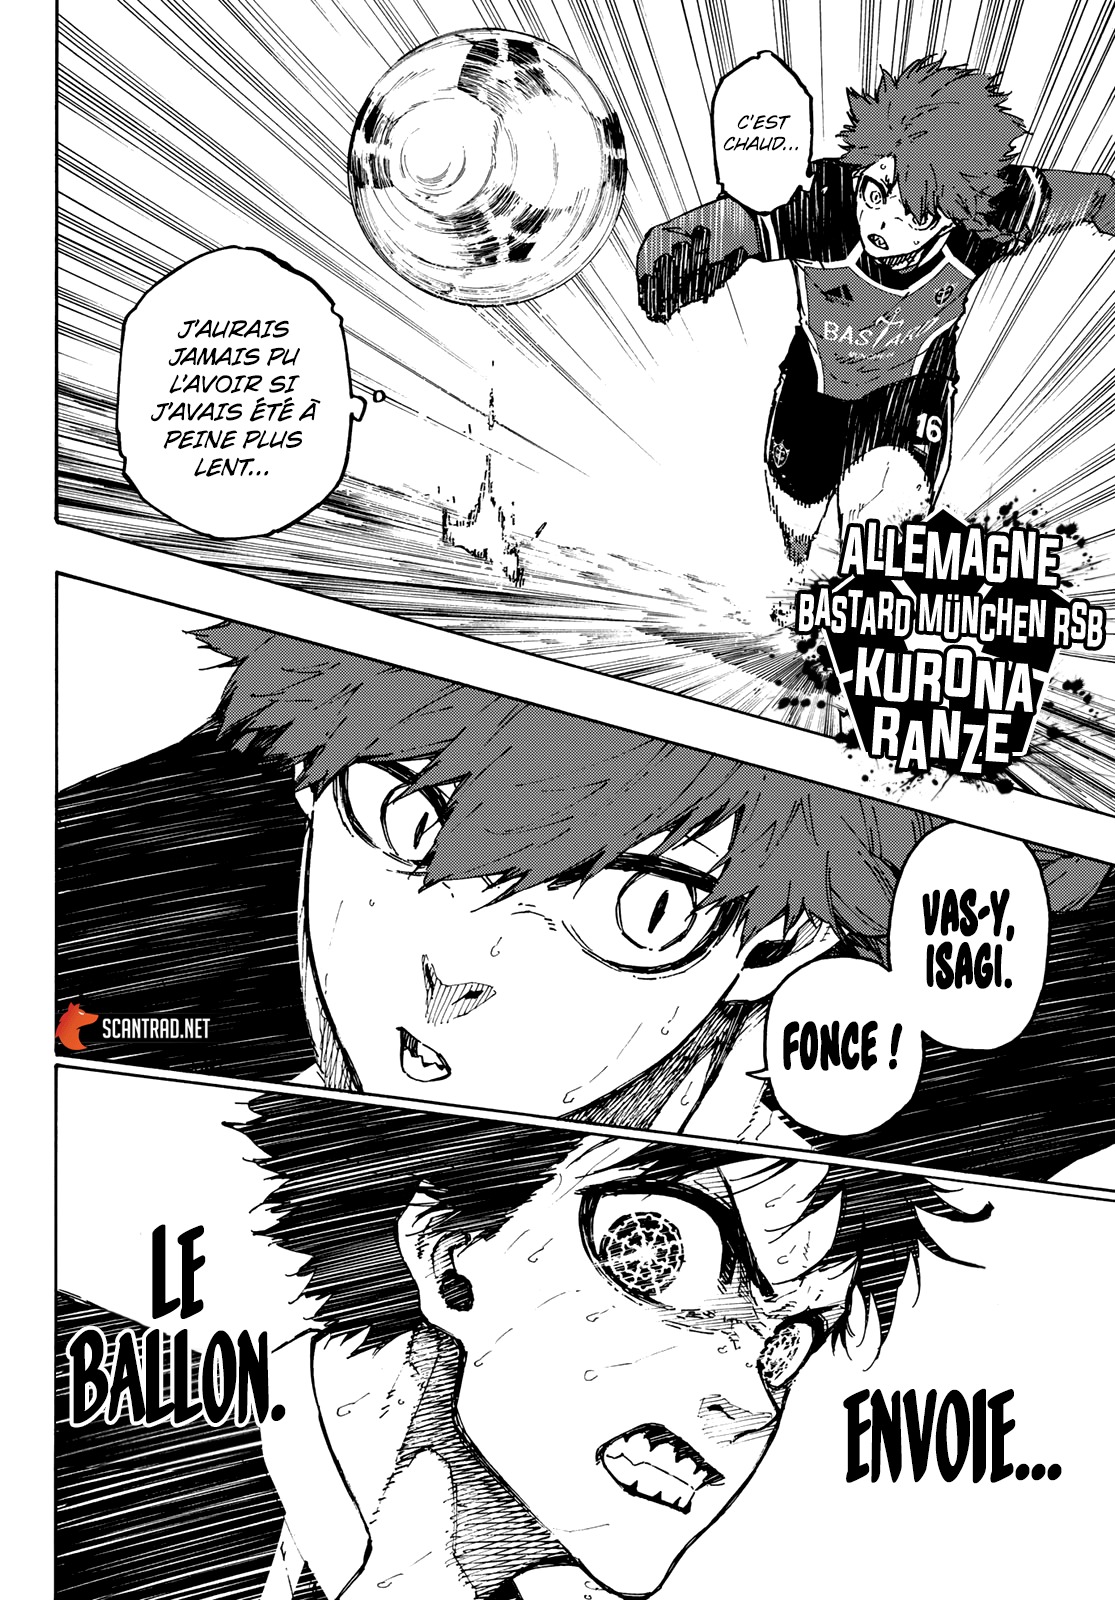 C'EST
CHAUD...
J'AURAIS
JAMAIS PU
L'AVOIR SI
J'AVAIS ÉTÉ À
PEINE PLUS
LENT...
BASTARD
MÜNCHEN
16
ALLEMAGNE
BASTARD MÜNCHEN RSB
KURONA
RANZE
VAS-Y,
ISAGI.
FONCE !
SCANTRAD.NET
ENVOIE...
LE
BALLON.